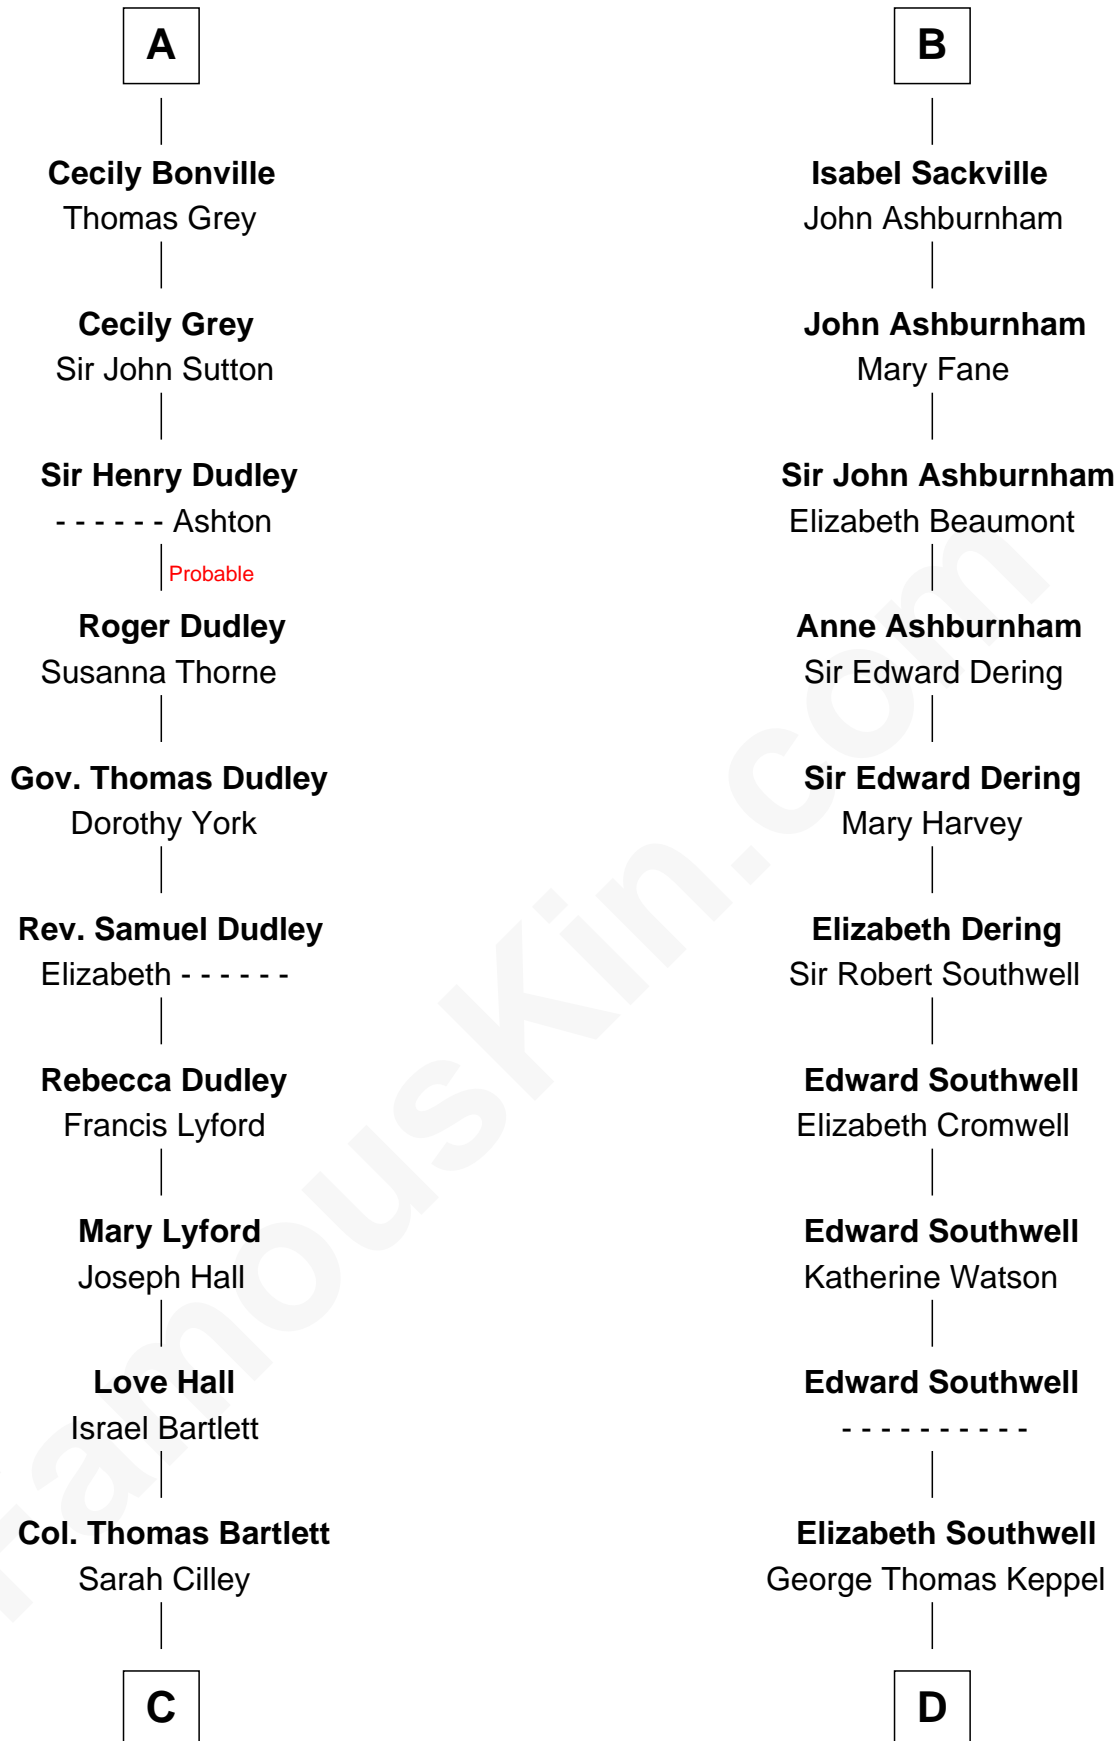 A
Cecily Bonville
Thomas Grey
Cecily Grey
Sir John Sutton
Sir Henry Dudley
- - - - - - Ashton
Probable
Roger Dudley
Susanna Thorne
Gov. Thomas Dudley
Dorothy York
Rev. Samuel Dudley
Elizabeth - - - - - -
Rebecca Dudley
Francis Lyford
Mary Lyford
Joseph Hall
Love Hall
Israel Bartlett
Col. Thomas Bartlett
Sarah Cilley
C
B
Isabel Sackville
John Ashburnham
John Ashburnham
Mary Fane
Sir John Ashburnham
Elizabeth Beaumont
Anne Ashburnham
Sir Edward Dering
Sir Edward Dering
Mary Harvey
Elizabeth Dering
Sir Robert Southwell
Edward Southwell
Elizabeth Cromwell
Edward Southwell
Katherine Watson
Edward Southwell
- - - - - - - - - -
Elizabeth Southwell
George Thomas Keppel
D
FamousKin.com